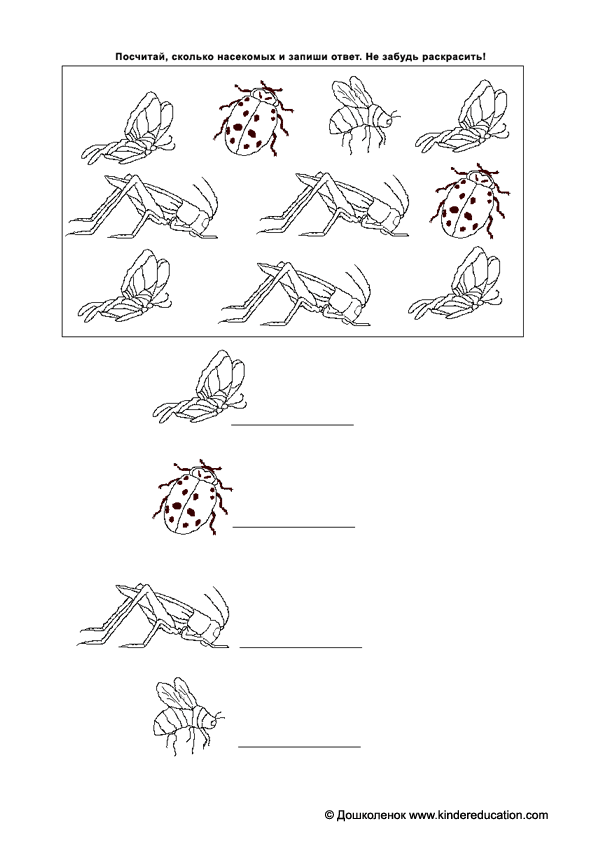 Посчитай, сколько насекомых и запиши ответ. Не забудь раскрасить!
© Дошколенок www.kindereducation.com